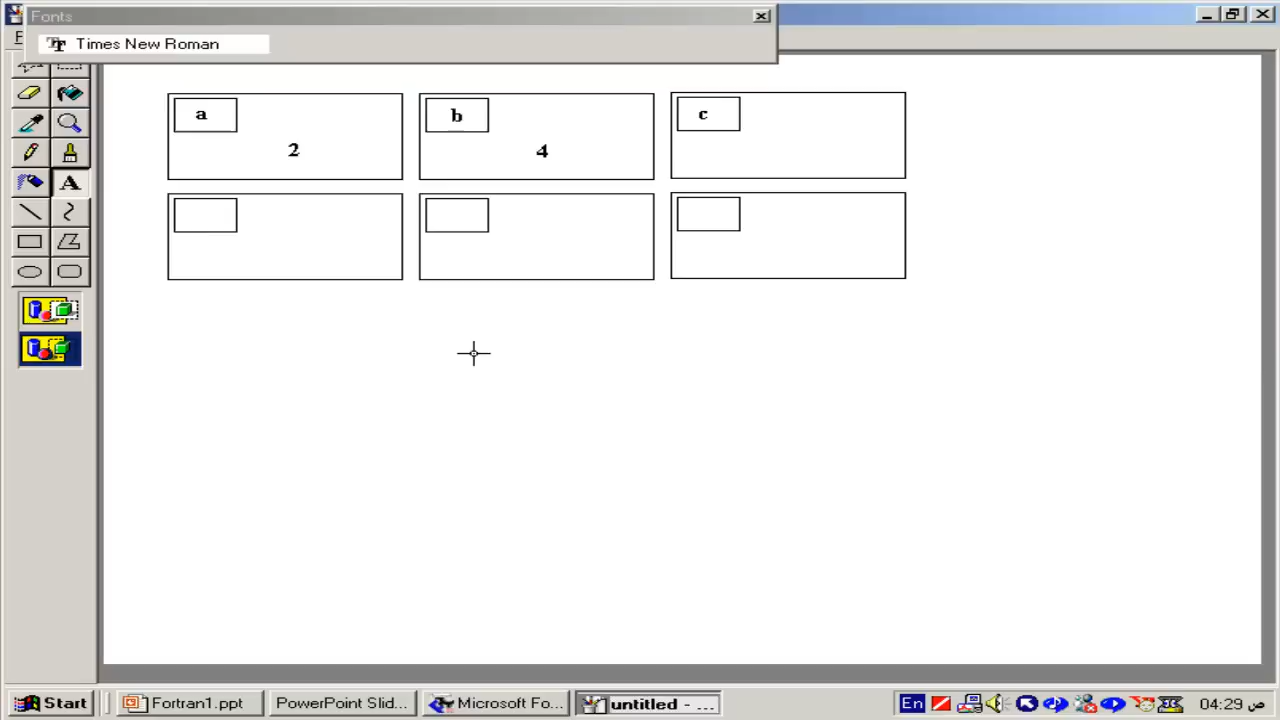 Fonts
Times New Roman
a
b
c
2
4
Start
Fortran1.ppt
PowerPoint Slid...
Microsoft Fo...
untitled - ...
En
04:29 ص